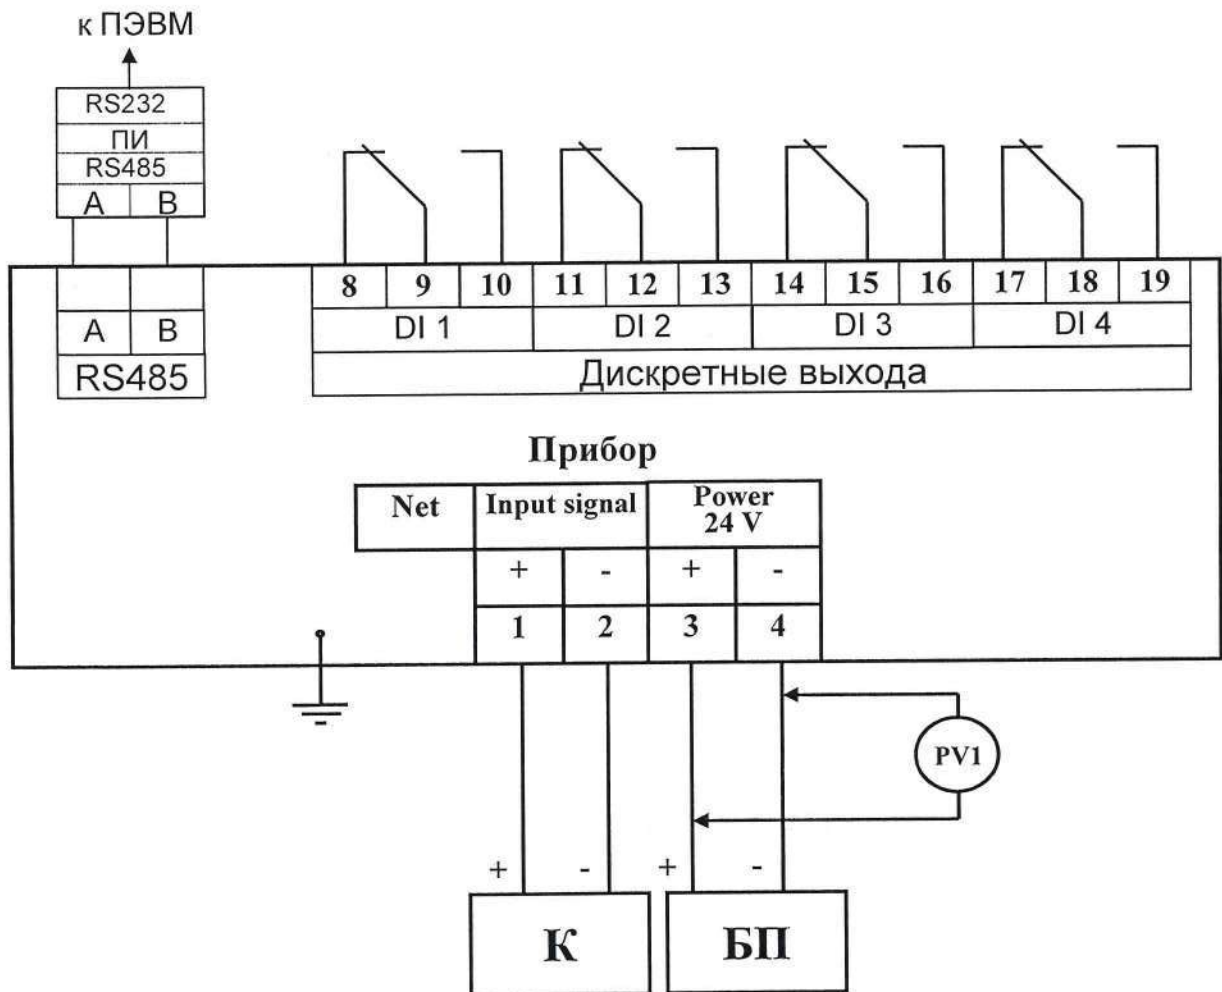 к ПЭВМ
RS232
ПИ
RS485
A B
8 9 10 11 12 13 14 15 16 17 18 19
A B
DI 1 DI 2 DI 3 DI 4
RS485
Дискретные выхода
Прибор
Net Input signal Power
24 V
+ - + -
1 2 3 4
PV1
+ - + -
К БП